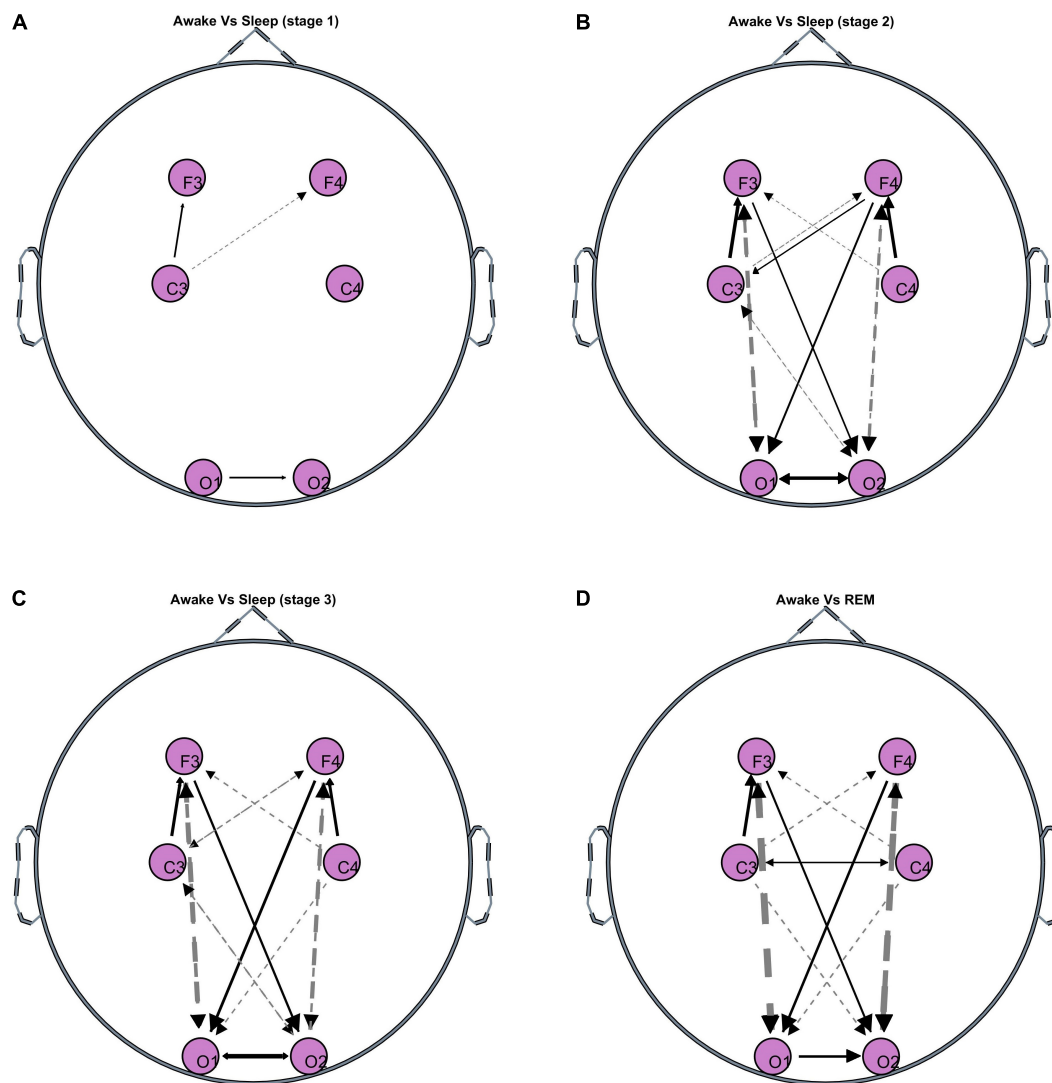 A
Awake Vs Sleep (stage 1)
F3
F4
C3
C4
O1
O2
B
Awake Vs Sleep (stage 2)
F3
F4
C3
C4
O1
O2
C
Awake Vs Sleep (stage 3)
F3
F4
C3
C4
O1
O2
D
Awake Vs REM
F3
F4
C3
C4
O1
O2